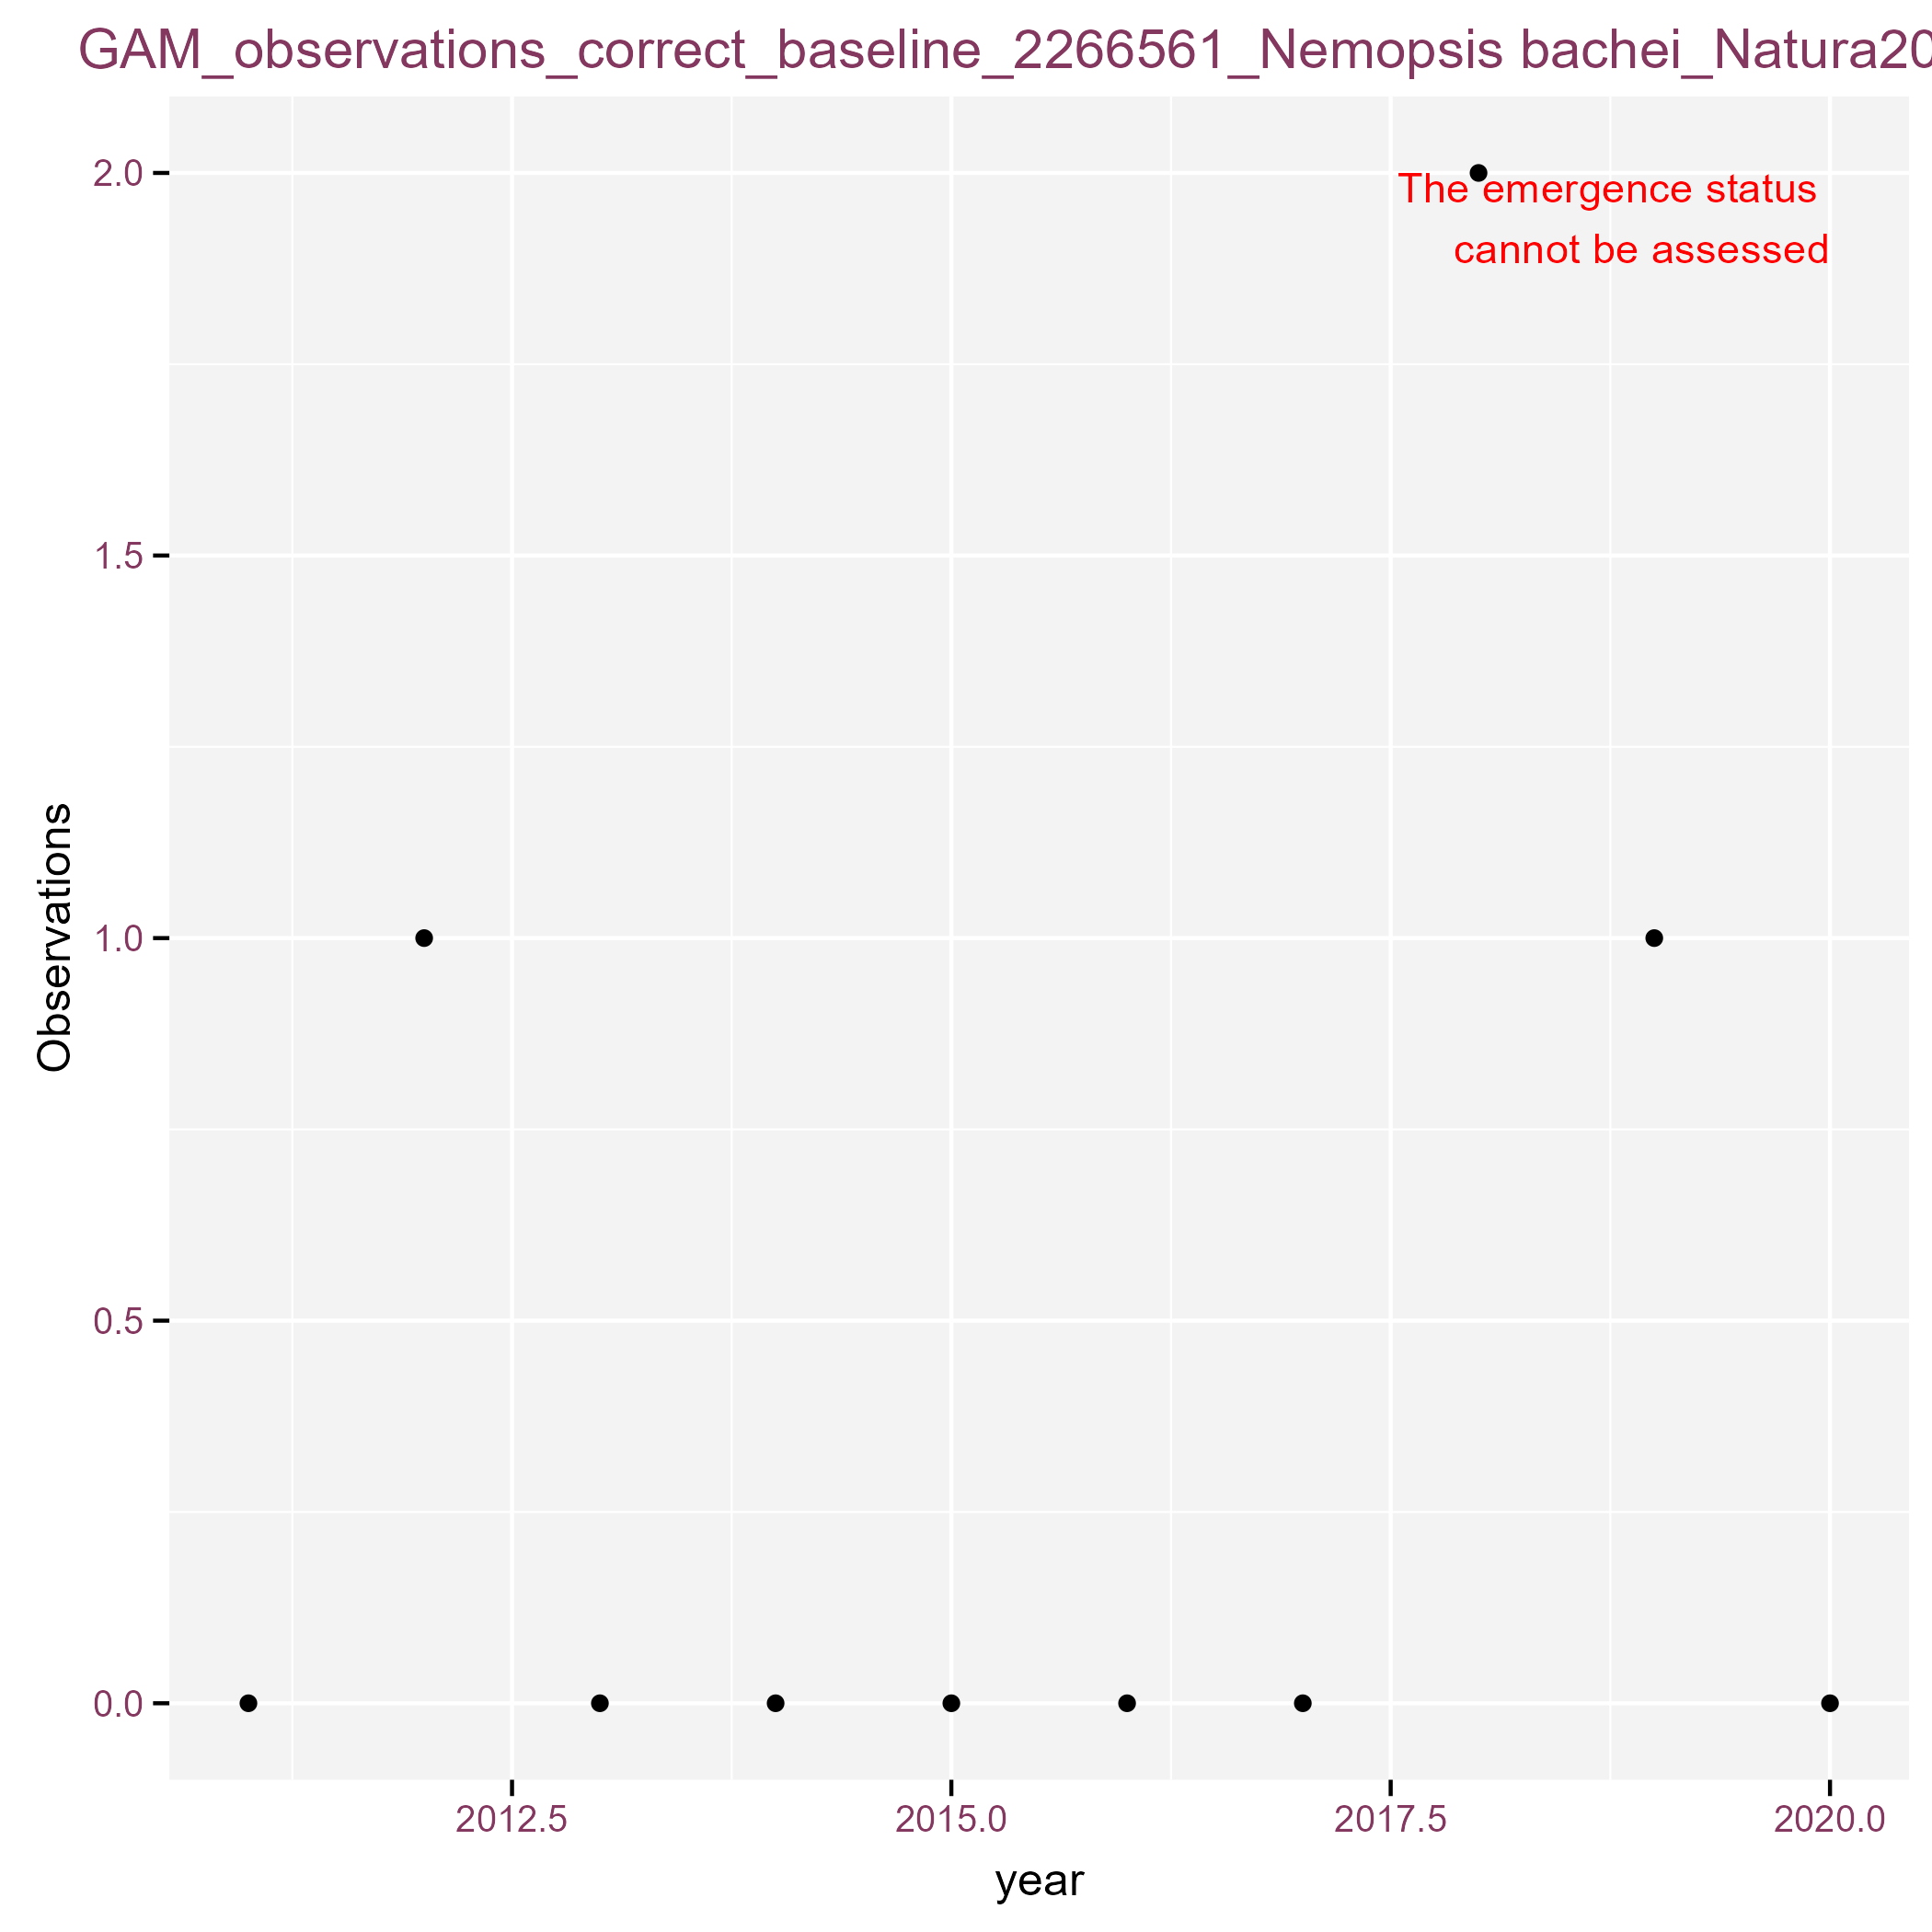 GAM_observations_correct_baseline_2266561_Nemopsis bachei_Natura20
2.0
The emergence status
cannot be assessed
1.5
1.0
0.5
0.0
Observations
2012.5 2015.0 2017.5 2020.0
year